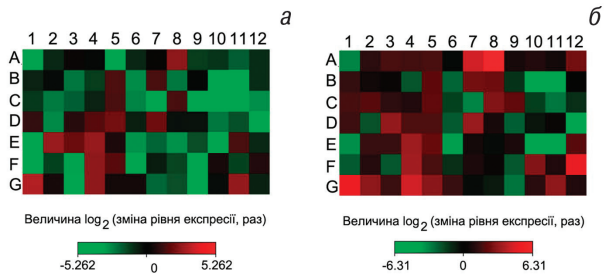 а
1 2 3 4 5 6 7 8 9 10 11 12
A
B
C
D
E
F
G
Величина log2 (зміна рівня експресії, раз)
-5.262 0 5.262
б
1 2 3 4 5 6 7 8 9 10 11 12
A
B
C
D
E
F
G
Величина log2 (зміна рівня експресії, раз)
-6.31 0 6.31